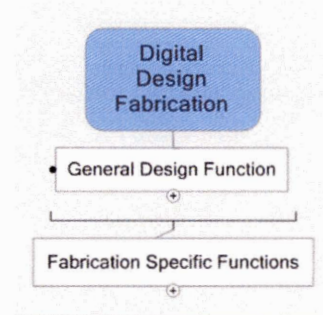 Digital
Design
Fabrication
General Design Function
Fabrication Specific Functions